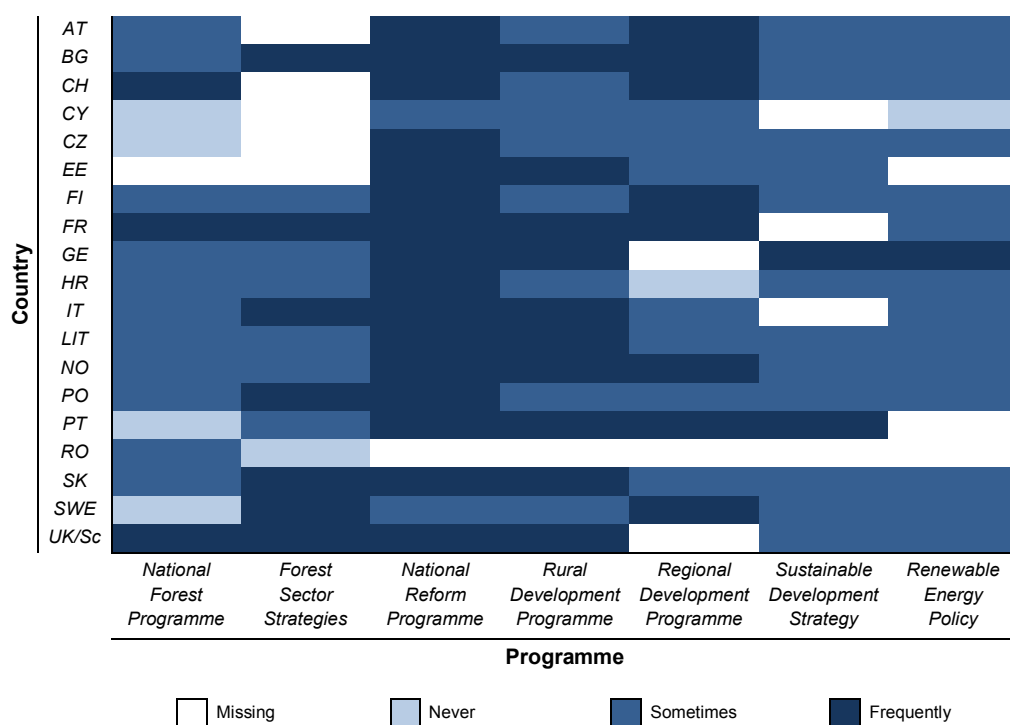 Country
AT
BG
CH
CY
CZ
EE
FI
FR
GE
HR
IT
LIT
NO
PO
PT
RO
SK
SWE
UK/Sc
National Forest Programme
Forest Sector Strategies
National Reform Programme
Rural Development Programme
Regional Development Programme
Sustainable Development Strategy
Renewable Energy Policy
Programme
Missing
Never
Sometimes
Frequently